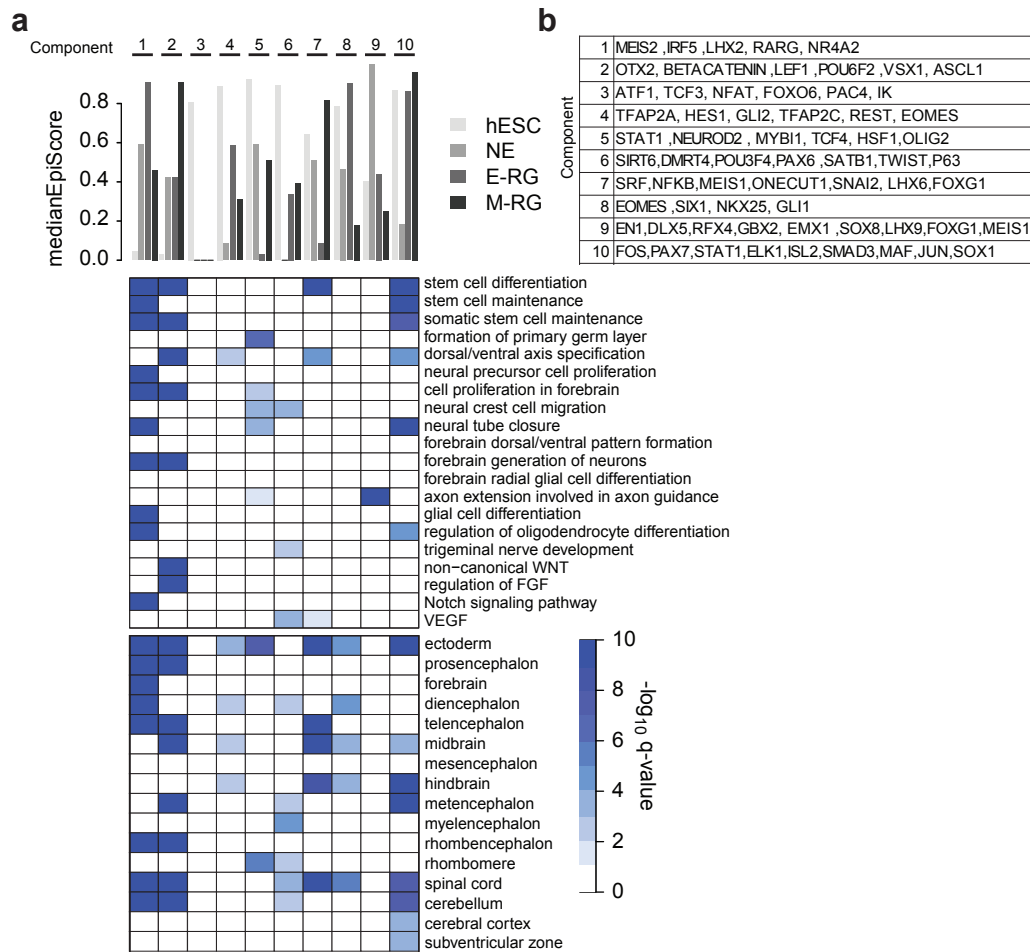 a
Component 1 2 3 4 5 6 7 8 9 10
medianEpiScore
0.8
0.6
0.4
0.2
0.0
hESC
NE
E-RG
M-RG
b
Component
1 MEIS2 ,IRF5 ,LHX2, RARG, NR4A2
2 OTX2, BETACATENIN ,LEF1 ,POU6F2 ,VSX1, ASCL1
3 ATF1, TCF3, NFAT, FOXO6, PAC4, IK
4 TFAP2A, HES1, GLI2, TFAP2C, REST, EOMES
5 STAT1 ,NEUROD2 , MYBl1, TCF4, HSF1,OLIG2
6 SIRT6,DMRT4,POU3F4,PAX6 ,SATB1,TWIST,P63
7 SRF,NFKB,MEIS1,ONECUT1,SNAI2, LHX6,FOXG1
8 EOMES ,SIX1, NKX25, GLI1
9 EN1,DLX5,RFX4,GBX2, EMX1 ,SOX8,LHX9,FOXG1,MEIS1
10 FOS,PAX7,STAT1,ELK1,ISL2,SMAD3,MAF,JUN,SOX1
stem cell differentiation
stem cell maintenance
somatic stem cell maintenance
formation of primary germ layer
dorsal/ventral axis specification
neural precursor cell proliferation
cell proliferation in forebrain
neural crest cell migration
neural tube closure
forebrain dorsal/ventral pattern formation
forebrain generation of neurons
forebrain radial glial cell differentiation
axon extension involved in axon guidance
glial cell differentiation
regulation of oligodendrocyte differentiation
trigeminal nerve development
non−canonical WNT
regulation of FGF
Notch signaling pathway
VEGF
ectoderm
prosencephalon
forebrain
diencephalon
telencephalon
midbrain
mesencephalon
hindbrain
metencephalon
myelencephalon
rhombencephalon
rhombomere
spinal cord
cerebellum
cerebral cortex
subventricular zone
10
8
6
4
2
0
-log10 q-value